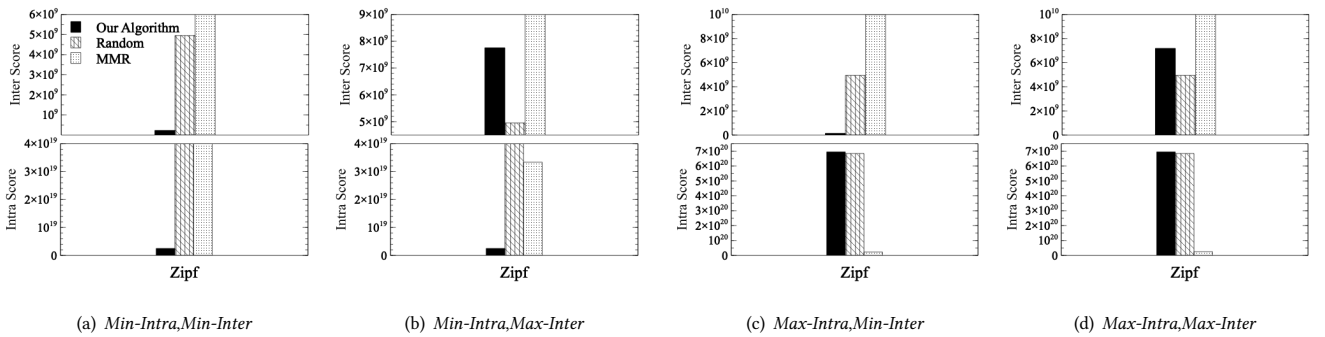 6×10⁹
5×10⁹
4×10⁹
3×10⁹
2×10⁹
10⁹
Inter Score
Our Algorithm
Random
MMR
4×10¹⁹
3×10¹⁹
2×10¹⁹
10¹⁹
0
Intra Score
Zipf
(a) Min-Intra,Min-Inter
9×10⁹
8×10⁹
7×10⁹
6×10⁹
5×10⁹
Inter Score
4×10¹⁹
3×10¹⁹
2×10¹⁹
10¹⁹
0
Intra Score
Zipf
(b) Min-Intra,Max-Inter
10¹⁰
8×10⁹
6×10⁹
4×10⁹
2×10⁹
0
Inter Score
7×10²⁰
6×10²⁰
5×10²⁰
4×10²⁰
3×10²⁰
2×10²⁰
10²⁰
0
Intra Score
Zipf
(c) Max-Intra,Min-Inter
10¹⁰
8×10⁹
6×10⁹
4×10⁹
2×10⁹
0
Inter Score
7×10²⁰
6×10²⁰
5×10²⁰
4×10²⁰
3×10²⁰
2×10²⁰
10²⁰
0
Intra Score
Zipf
(d) Max-Intra,Max-Inter